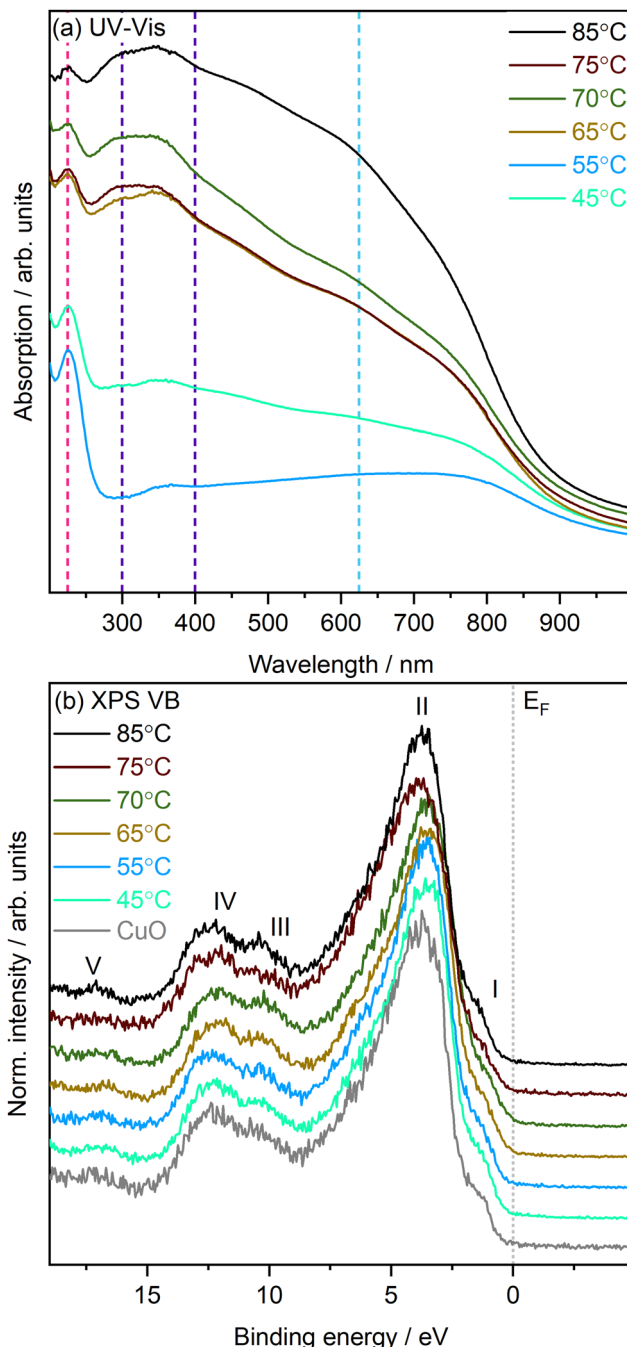 (a) UV-Vis
85°C
75°C
70°C
65°C
55°C
45°C
Absorption / arb. units
300 400 500 600 700 800 900
Wavelength / nm
(b) XPS VB
II
E_F
85°C
75°C
70°C
65°C
55°C
45°C
CuO
IV
III
V
I
Norm. intensity / arb. units
15 10 5 0
Binding energy / eV